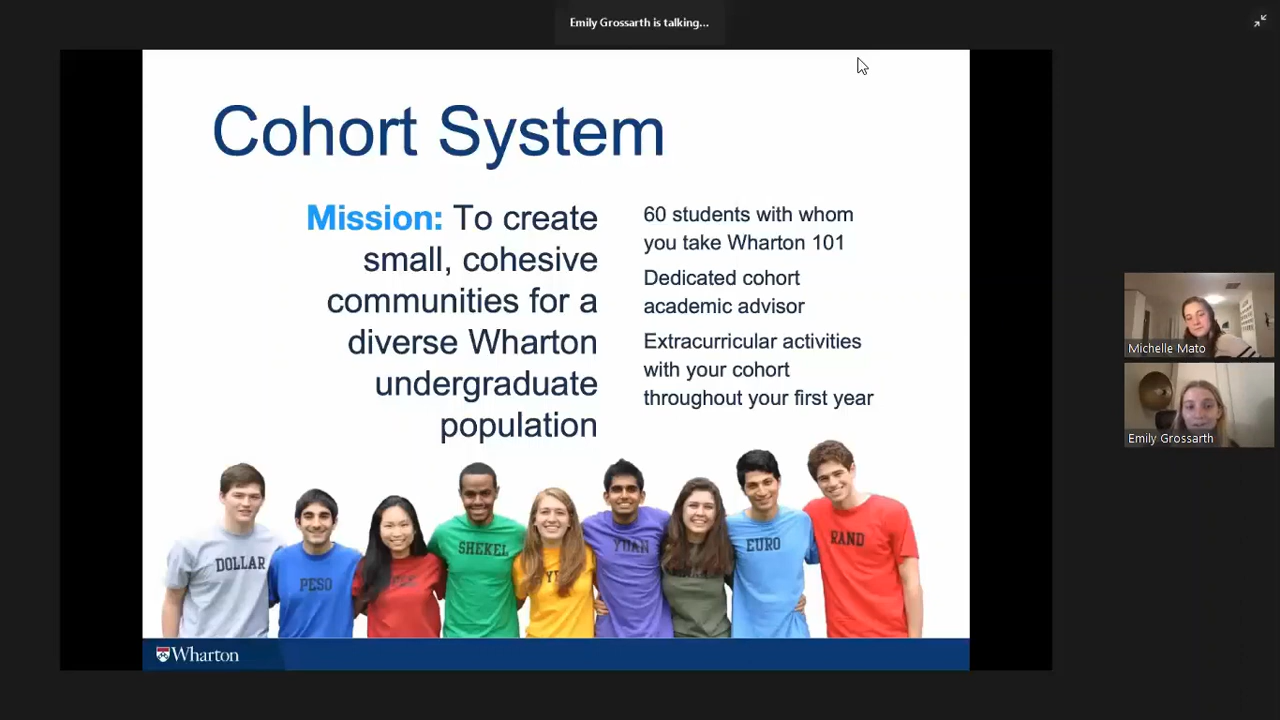 Emily Grossarth is talking...
Cohort System
Mission: To create
small, cohesive
communities for a
diverse Wharton
undergraduate
population
60 students with whom
you take Wharton 101
Dedicated cohort
academic advisor
Extracurricular activities
with your cohort
throughout your first year
DOLLAR
PESO
SHEKEL
YUAN
EURO
RAND
Wharton
Michelle Mato
Emily Grossarth